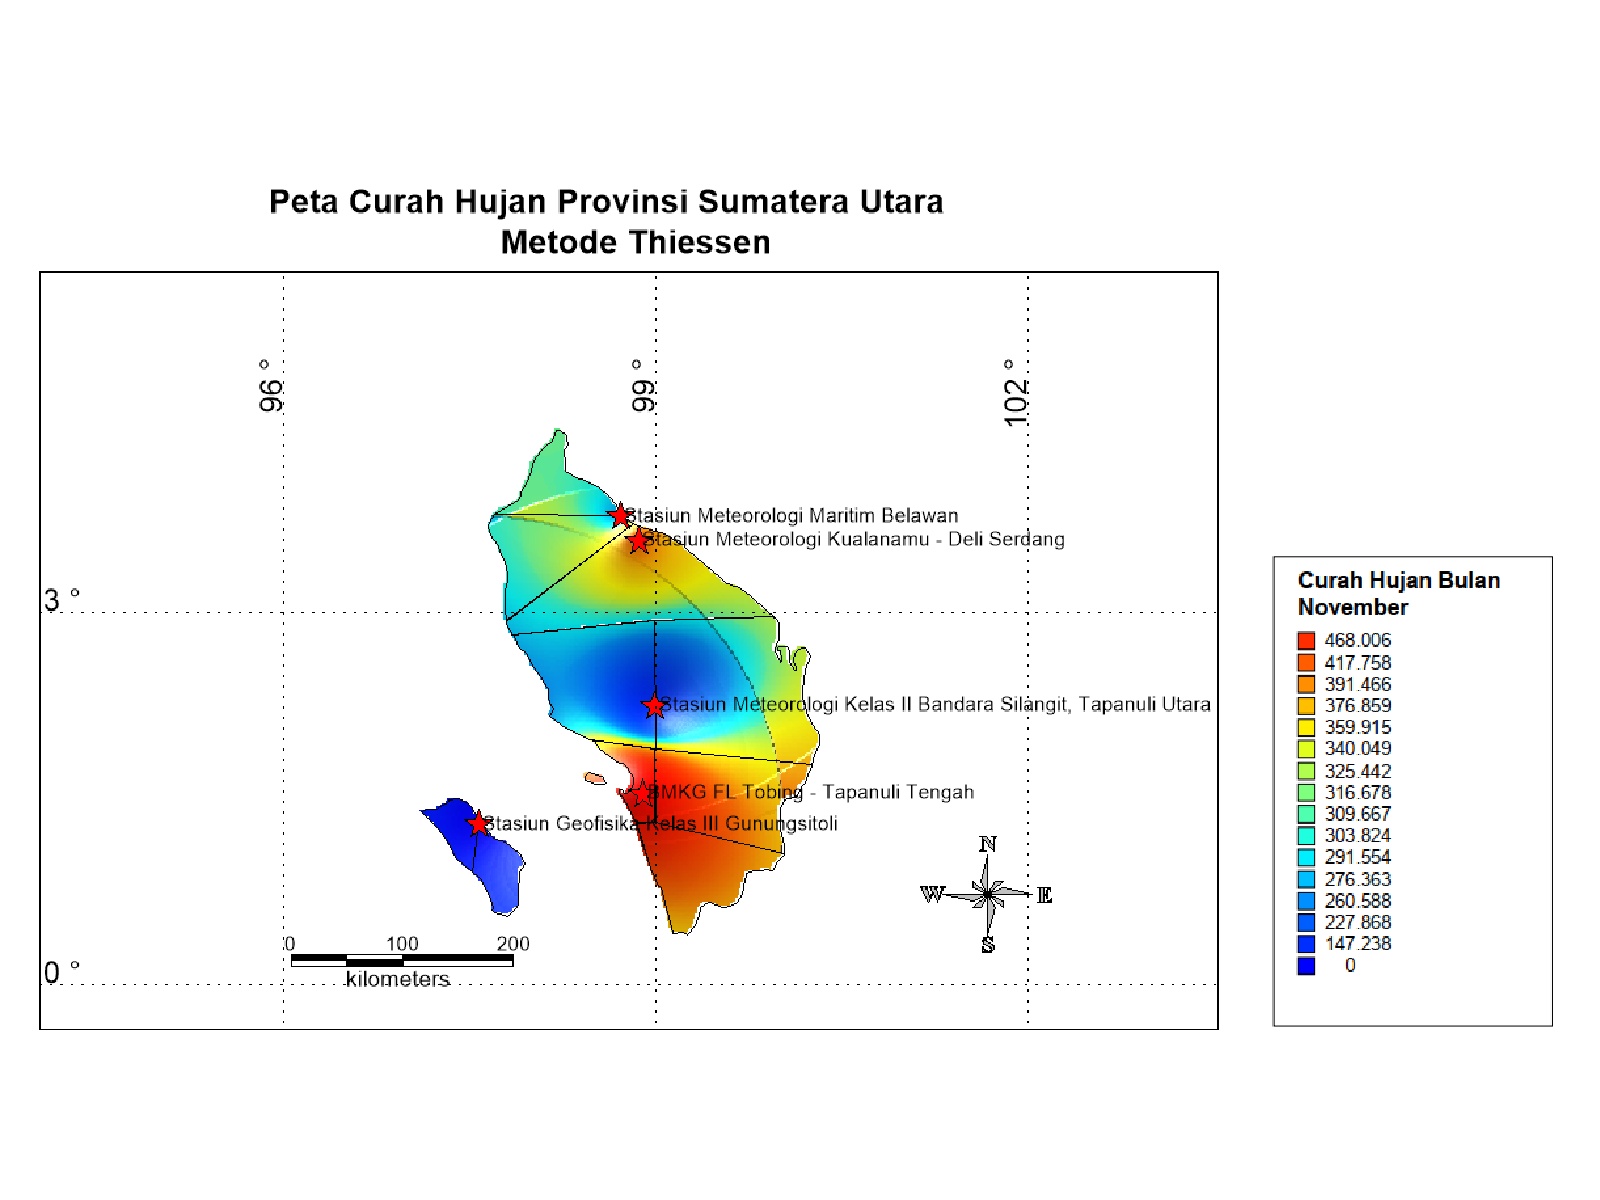 Peta Curah Hujan Provinsi Sumatera Utara
Metode Thiessen
96 °
99 °
102 °
Stasiun Meteorologi Maritim Belawan
Stasiun Meteorologi Kualanamu - Deli Serdang
3 °
Stasiun Meteorologi Kelas II Bandara Silangit, Tapanuli Utara
BMKG FL Tobing - Tapanuli Tengah
Stasiun Geofisika Kelas III Gunungsitoli
N
W
E
S
0 100 200
kilometers
0 °
Curah Hujan Bulan
November
468.006
417.758
391.466
376.859
359.915
340.049
325.442
316.678
309.667
303.824
291.554
276.363
260.588
227.868
147.238
0